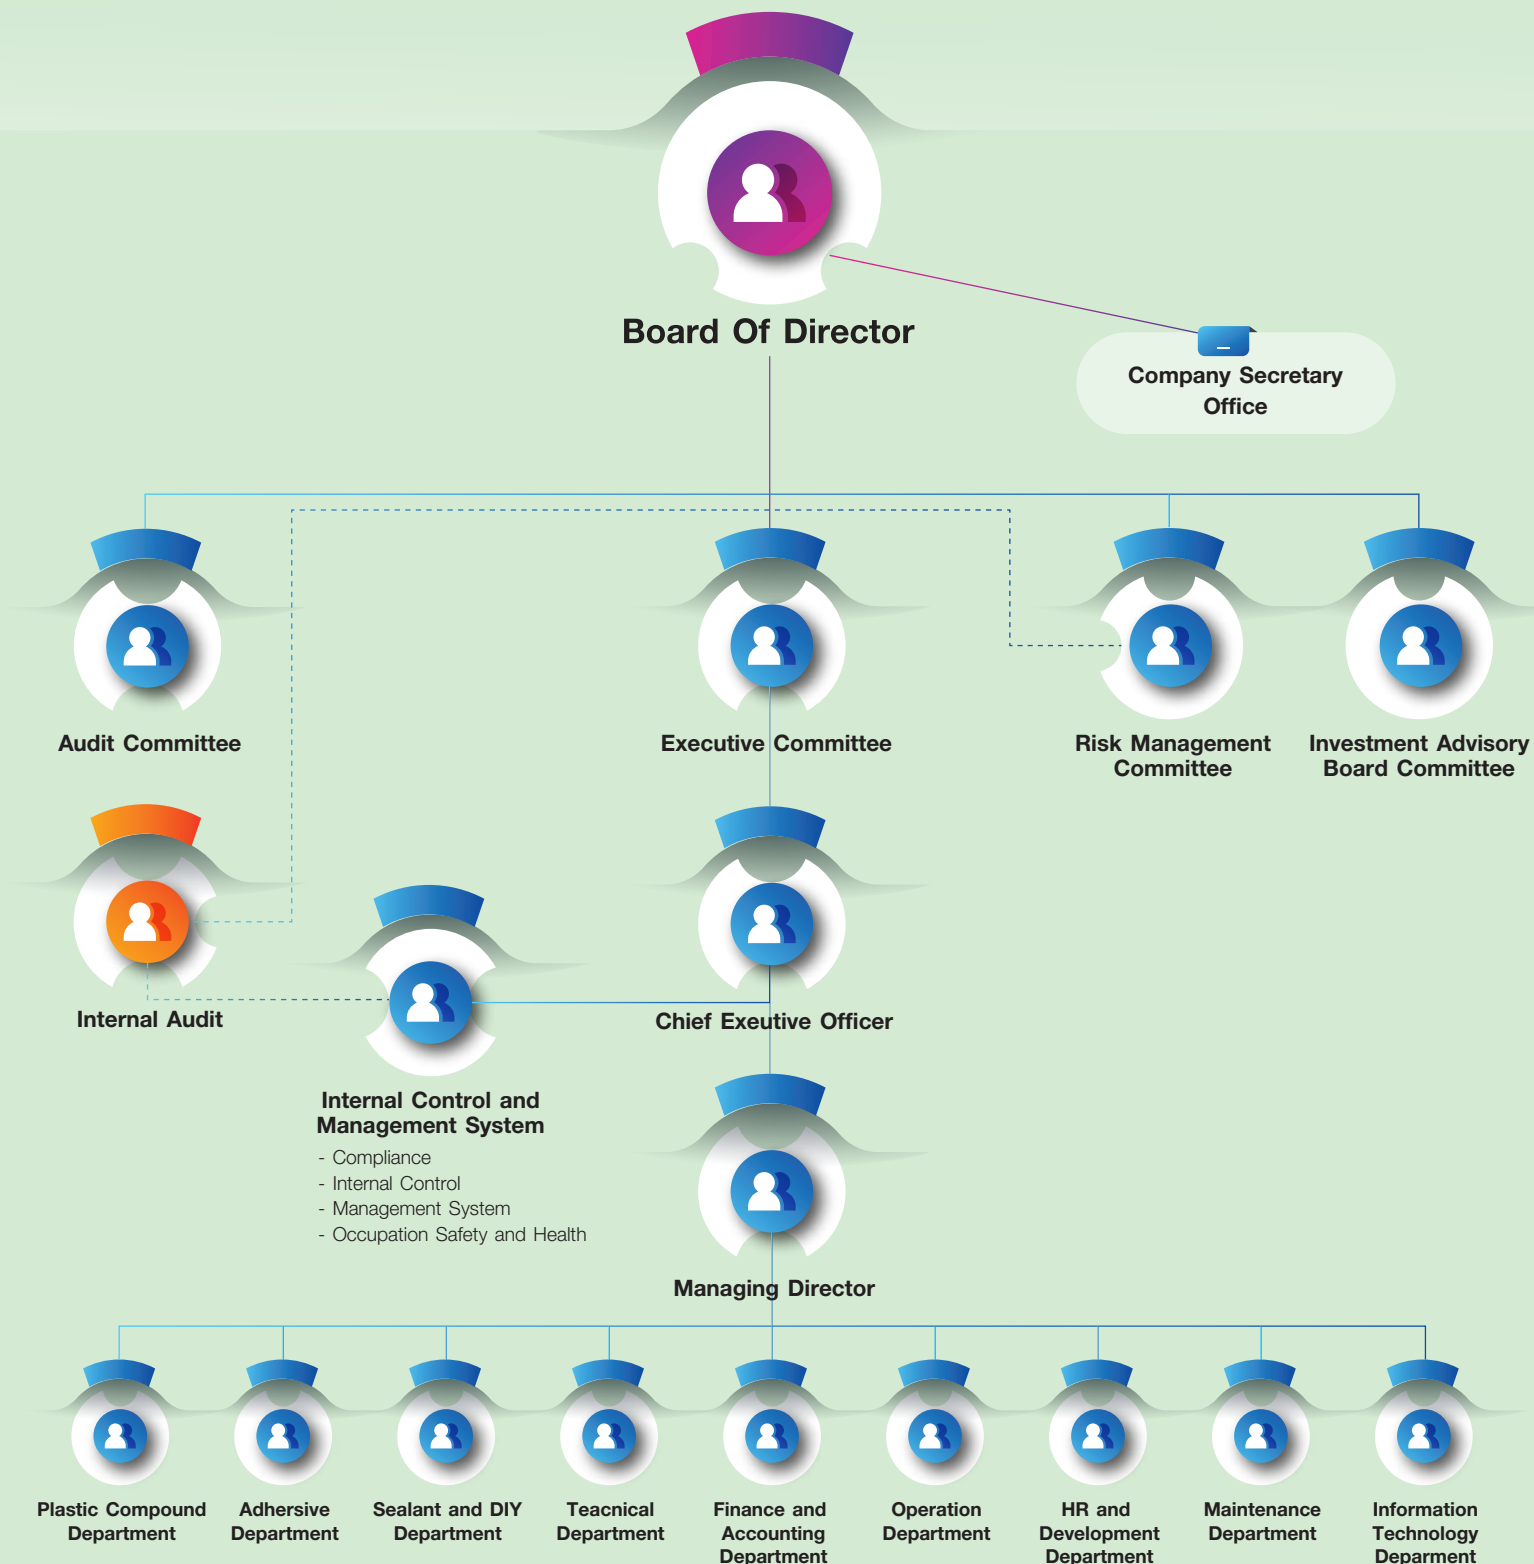 Board Of Director
Company Secretary
Office
Audit Committee
Executive Committee
Risk Management
Committee
Investment Advisory
Board Committee
Internal Audit
Chief Exeutive Officer
Internal Control and
Management System
- Compliance
- Internal Control
- Management System
- Occupation Safety and Health
Managing Director
Plastic Compound
Department
Adhersive
Department
Sealant and DIY
Department
Teacnical
Department
Finance and
Accounting
Department
Operation
Department
HR and
Development
Department
Maintenance
Department
Information
Technology
Deparment